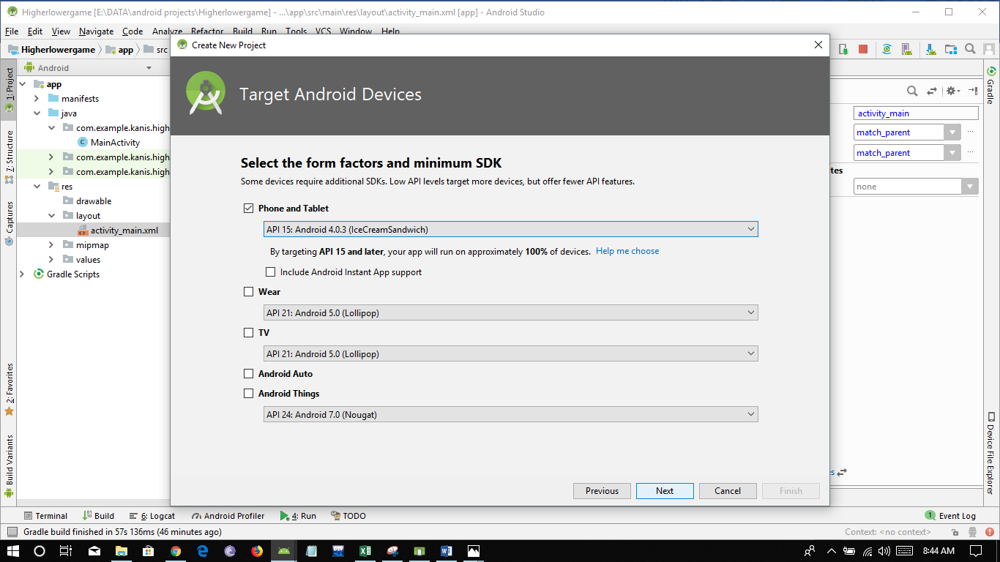 Higherlowergame [E:\DATA\android projects\Higherlowergame] - ...\app\src\main\res\layout\activity_main.xml [app] - Android Studio
File Edit View Navigate Code Analyze Refactor Build Run Tools VCS Window Help
Higherlowergame app src
Create New Project
Target Android Devices
Select the form factors and minimum SDK
Some devices require additional SDKs. Low API levels target more devices, but offer fewer API features.
Phone and Tablet
API 15: Android 4.0.3 (IceCreamSandwich)
By targeting API 15 and later, your app will run on approximately 100% of devices. Help me choose
Include Android Instant App support
Wear
API 21: Android 5.0 (Lollipop)
TV
API 21: Android 5.0 (Lollipop)
Android Auto
Android Things
API 24: Android 7.0 (Nougat)
Previous Next Cancel Finish
1: Project
7: Structure
Captures
2: Favorites
Build Variants
Android
app
manifests
java
com.example.kanis.high
MainActivity
com.example.kanis.high
com.example.kanis.high
res
drawable
layout
activity_main.xml
mipmap
values
Gradle Scripts
activity_main
match_parent ...
match_parent ...
tes
none
es
Gradle
Device File Explorer
Terminal Build 6: Logcat Android Profiler 4: Run TODO 1 Event Log
Gradle build finished in 57s 136ms (46 minutes ago) Context: <no context>
8:44 AM